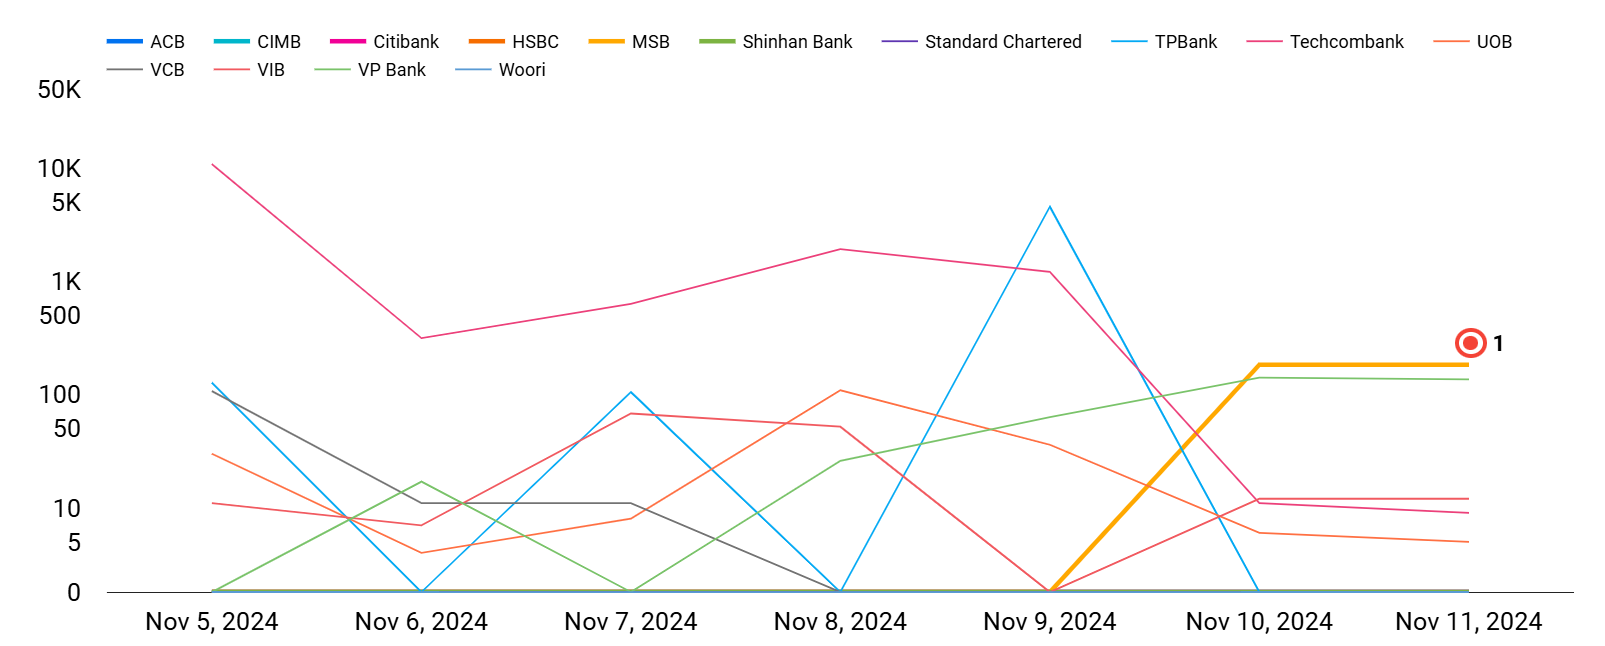 ACB CIMB Citibank HSBC MSB Shinhan Bank Standard Chartered TPBank Techcombank UOB
VCB VIB VP Bank Woori
50K
10K
5K
1K
500
1
100
50
10
5
0
Nov 5, 2024 Nov 6, 2024 Nov 7, 2024 Nov 8, 2024 Nov 9, 2024 Nov 10, 2024 Nov 11, 2024